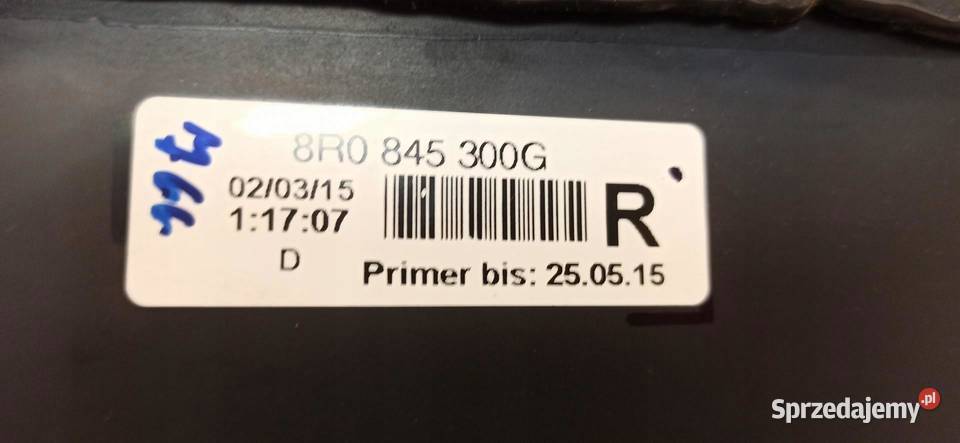 8R0 845 300G
02/03/15
1:17:07
R
D
Primer bis: 25.05.15
Sprzedajemy.pl